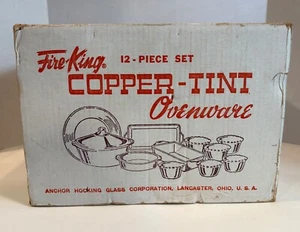 Fire-King® 12-PIECE SET
COPPER-TINT
Ovenware
ANCHOR HOCKING GLASS CORPORATION, LANCASTER, OHIO, U. S. A.